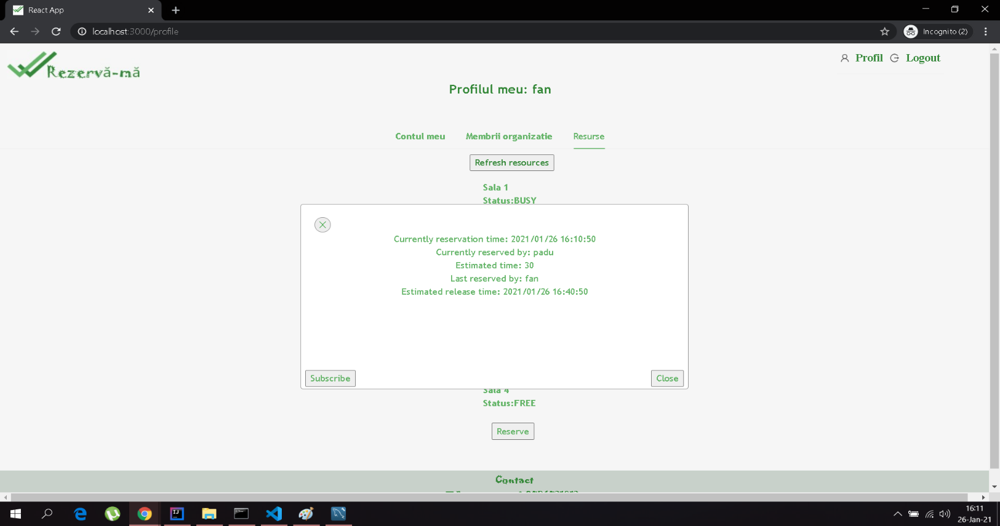 React App
localhost:3000/profile
Incognito (2)
Rezervă-mă
Profil Logout
Profilul meu: fan
Contul meu Membrii organizatie Resurse
Refresh resources
Sala 1
Status:BUSY
Currently reservation time: 2021/01/26 16:10:50
Currently reserved by: padu
Estimated time: 30
Last reserved by: fan
Estimated release time: 2021/01/26 16:40:50
Subscribe Close
Sala 4
Status:FREE
Reserve
Contact
IJ
16:11
26-Jan-21